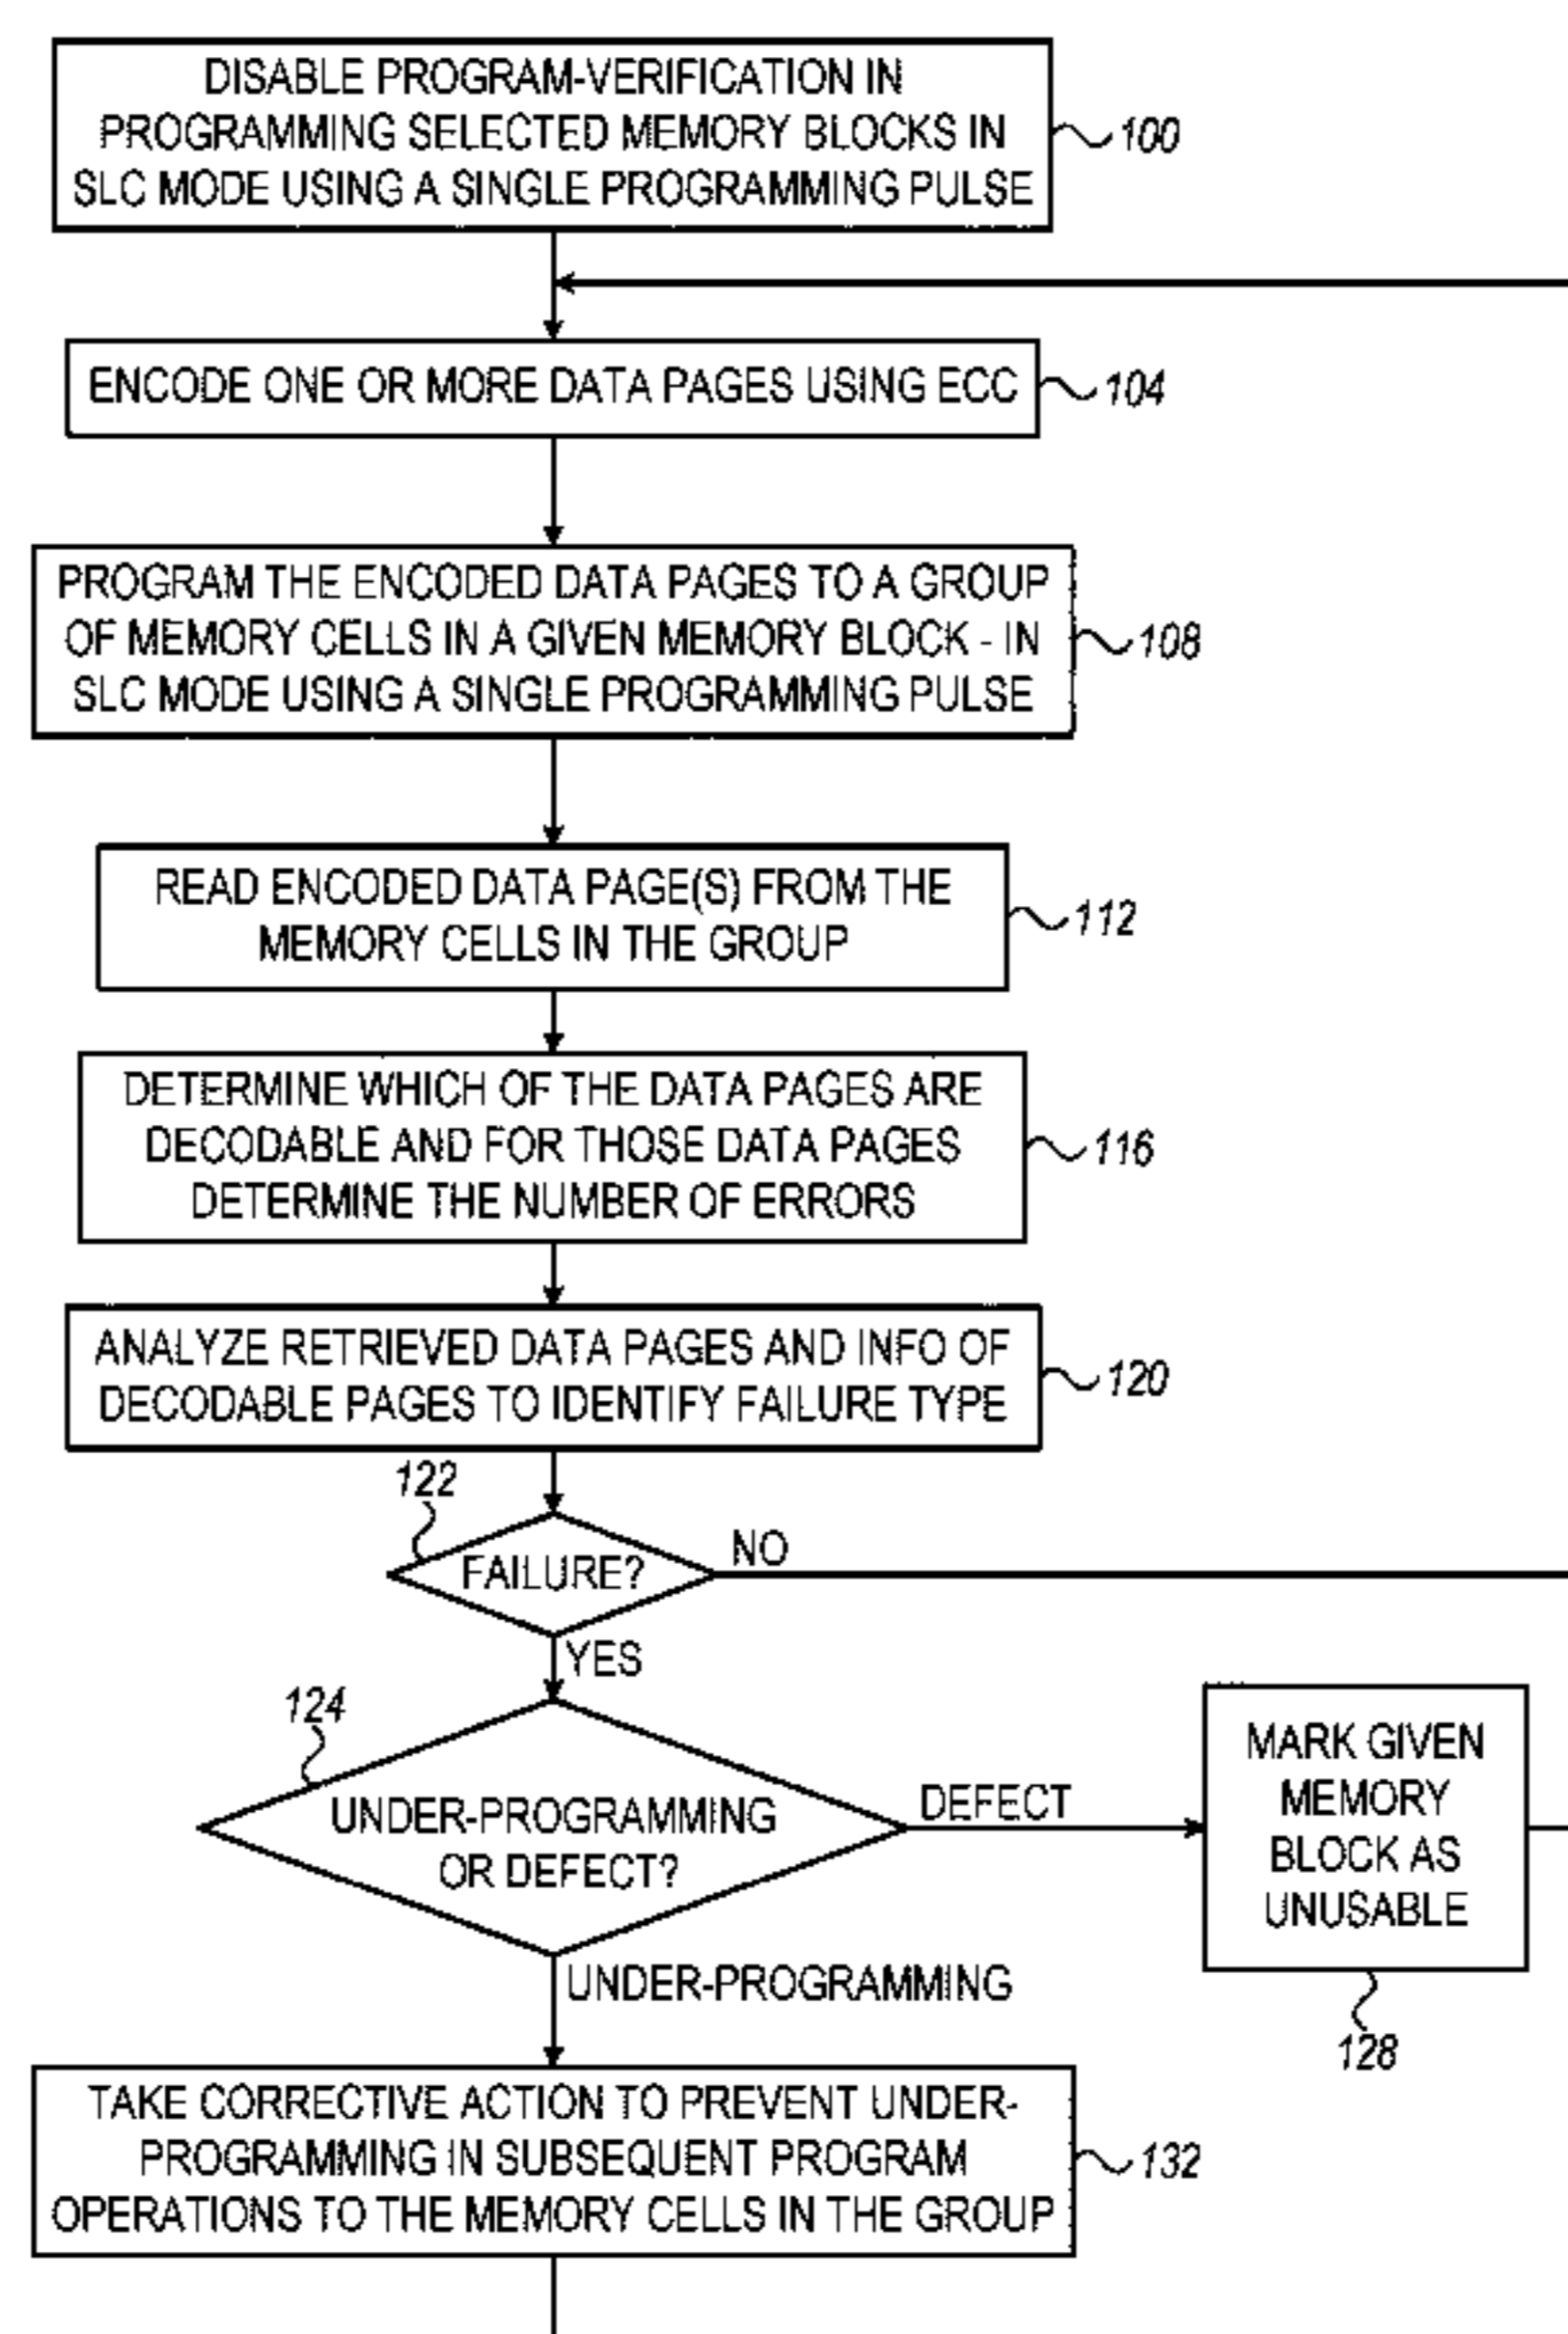 DISABLE PROGRAM-VERIFICATION IN
PROGRAMMING SELECTED MEMORY BLOCKS IN
SLC MODE USING A SINGLE PROGRAMMING PULSE
100
ENCODE ONE OR MORE DATA PAGES USING ECC
104
PROGRAM THE ENCODED DATA PAGES TO A GROUP
OF MEMORY CELLS IN A GIVEN MEMORY BLOCK - IN
SLC MODE USING A SINGLE PROGRAMMING PULSE
108
READ ENCODED DATA PAGE(S) FROM THE
MEMORY CELLS IN THE GROUP
112
DETERMINE WHICH OF THE DATA PAGES ARE
DECODABLE AND FOR THOSE DATA PAGES
DETERMINE THE NUMBER OF ERRORS
116
ANALYZE RETRIEVED DATA PAGES AND INFO OF
DECODABLE PAGES TO IDENTIFY FAILURE TYPE
120
122
FAILURE?
NO
YES
124
UNDER-PROGRAMMING
OR DEFECT?
DEFECT
MARK GIVEN
MEMORY
BLOCK AS
UNUSABLE
128
UNDER-PROGRAMMING
TAKE CORRECTIVE ACTION TO PREVENT UNDER-
PROGRAMMING IN SUBSEQUENT PROGRAM
OPERATIONS TO THE MEMORY CELLS IN THE GROUP
132